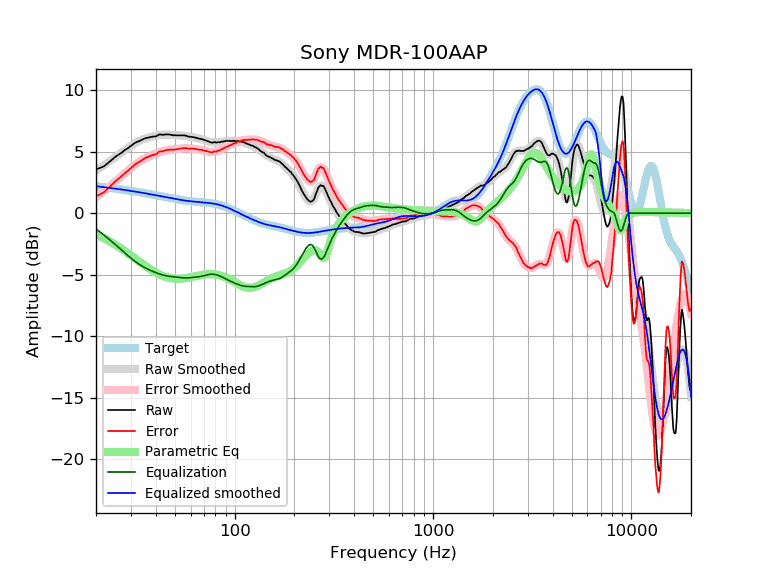 Sony MDR-100AAP
Amplitude (dBr)
10
5
0
−5
−10
−15
−20
Target
Raw Smoothed
Error Smoothed
Raw
Error
Parametric Eq
Equalization
Equalized smoothed
100
1000
10000
Frequency (Hz)